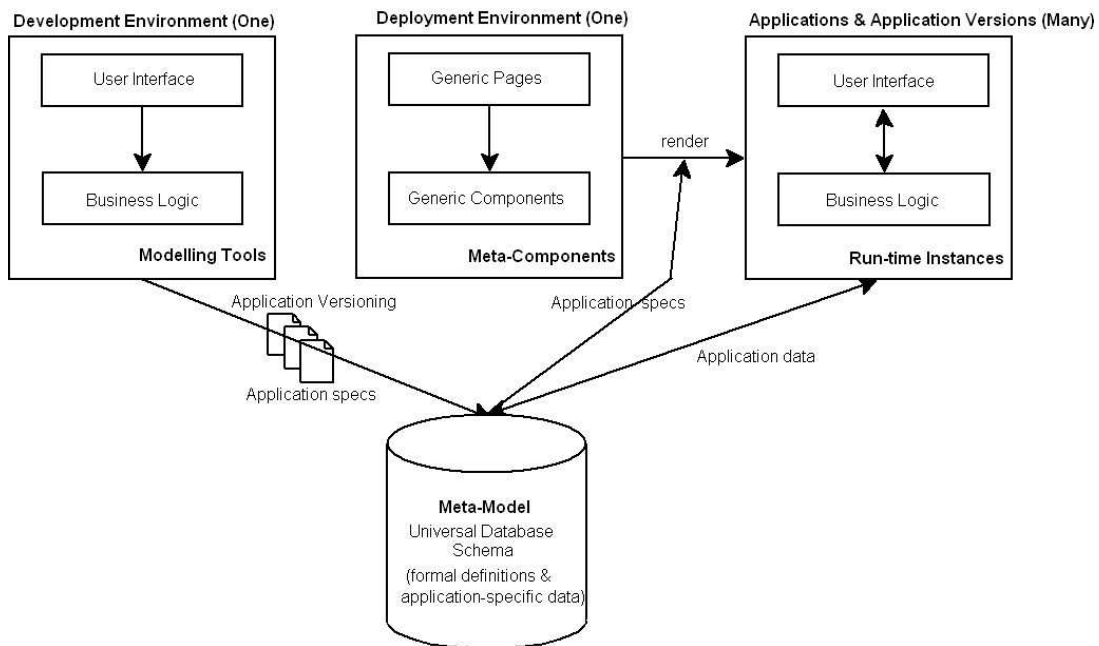 Development Environment (One)
User Interface
Business Logic
Modelling Tools
Deployment Environment (One)
Generic Pages
Generic Components
Meta-Components
render
Applications & Application Versions (Many)
User Interface
Business Logic
Run-time Instances
Application Versioning
Application specs
Application specs
Application data
Meta-Model
Universal Database
Schema
(formal definitions &
application-specific data)